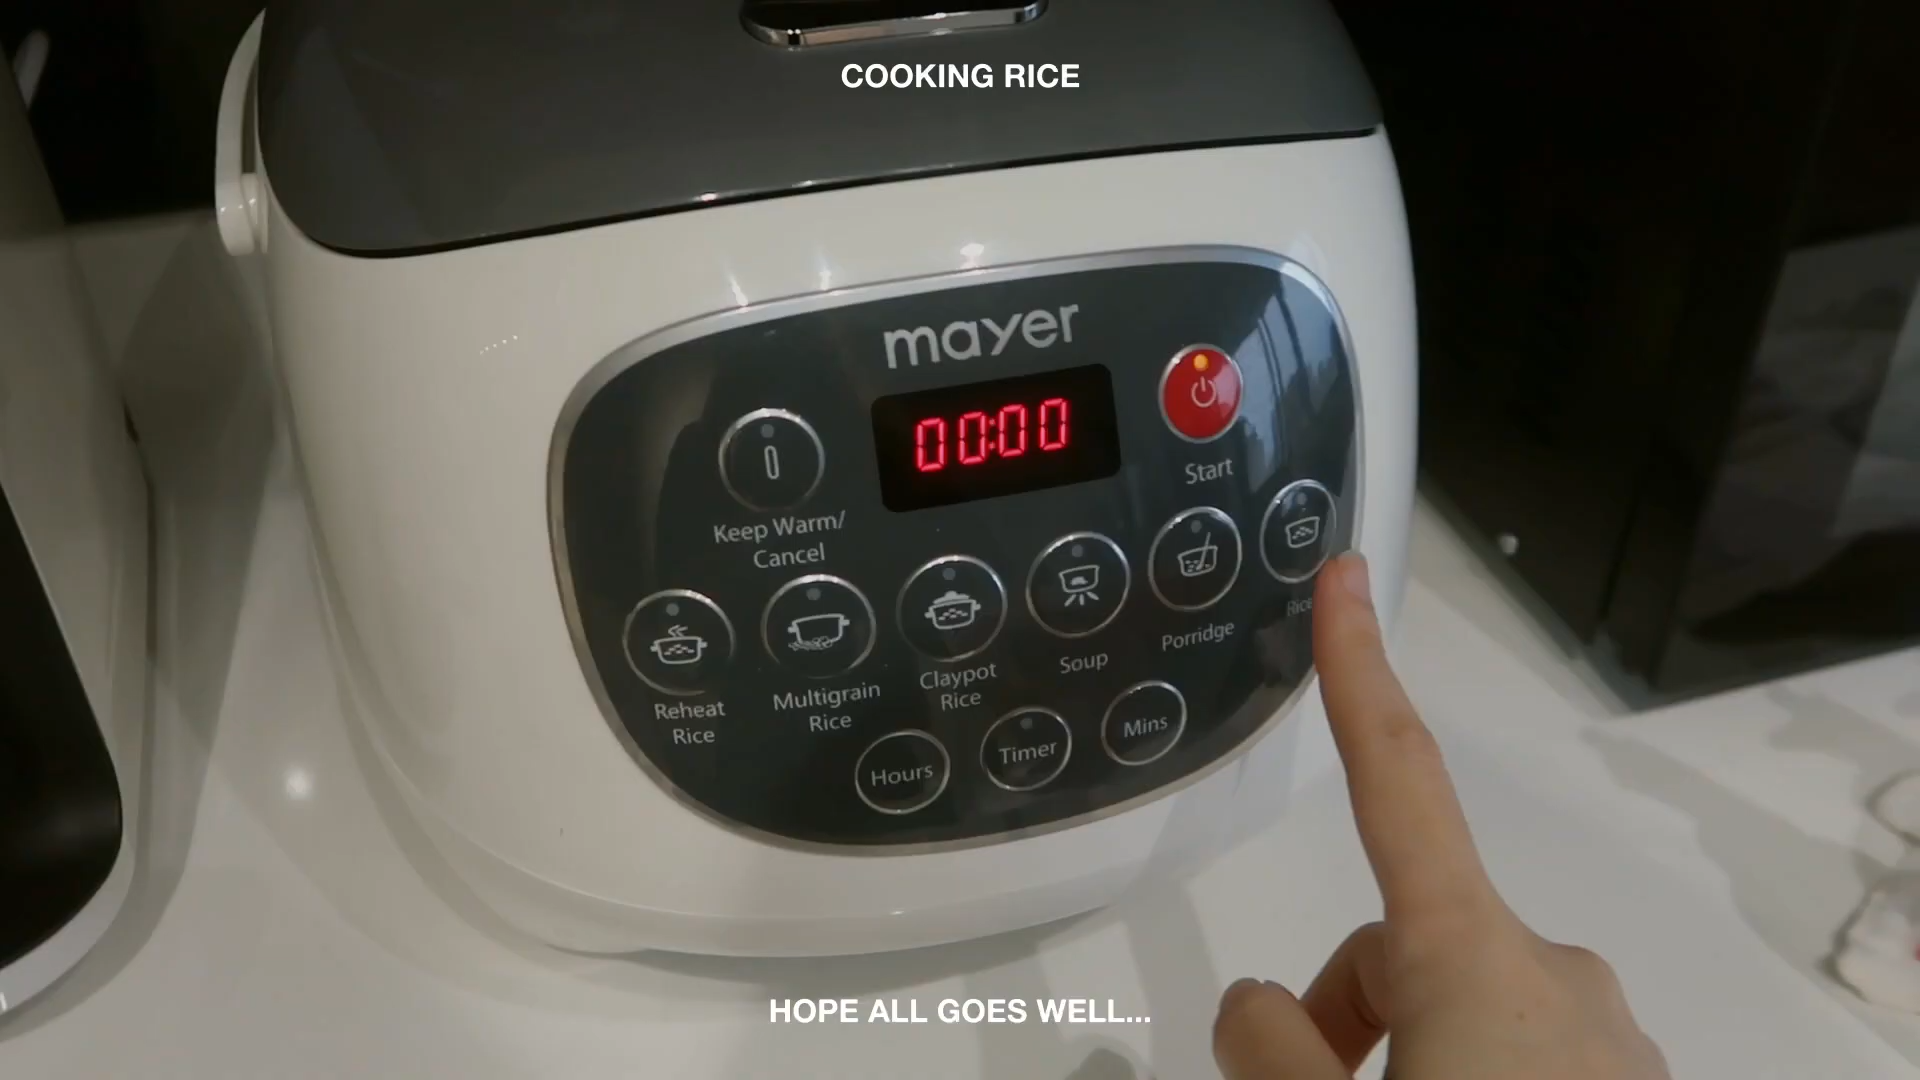 COOKING RICE
mayer
00:00
Start
Keep Warm/
Cancel
Reheat
Rice
Multigrain
Rice
Claypot
Rice
Soup
Porridge
Rice
Hours
Timer
Mins
HOPE ALL GOES WELL...